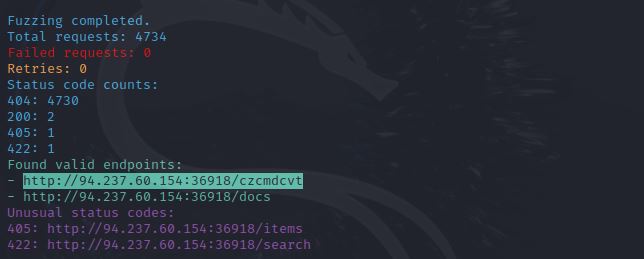 Fuzzing completed.
Total requests: 4734
Failed requests: 0
Retries: 0
Status code counts:
404: 4730
200: 2
405: 1
422: 1
Found valid endpoints:
- http://94.237.60.154:36918/czcmdcvt
- http://94.237.60.154:36918/docs
Unusual status codes:
405: http://94.237.60.154:36918/items
422: http://94.237.60.154:36918/search